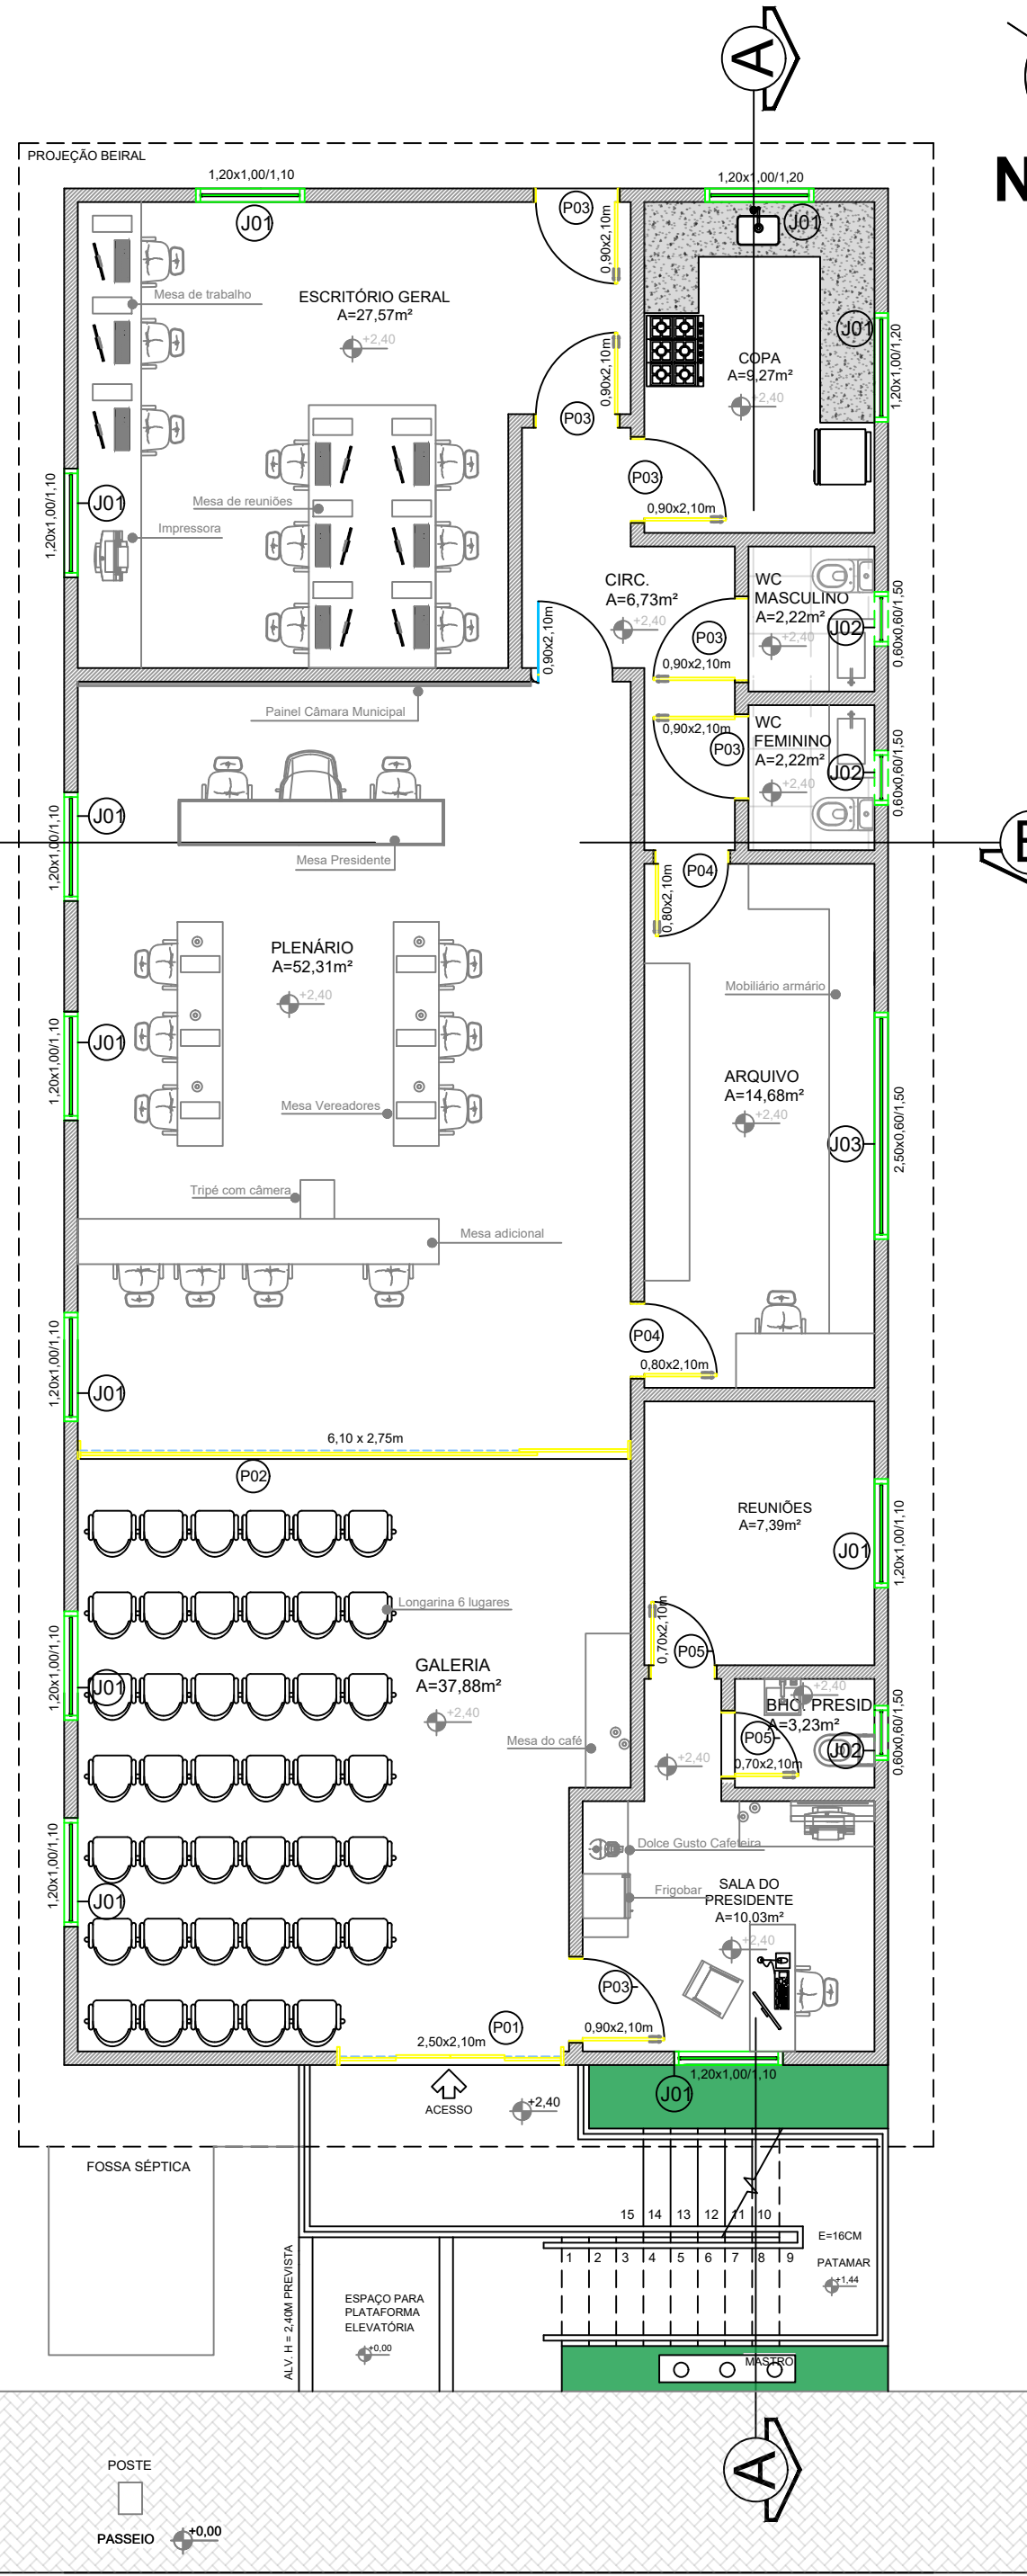 A
N
PROJEÇÃO BEIRAL
1,20x1,00/1,10
J01
P03
0,90x2,10m
1,20x1,00/1,20
J01
Mesa de trabalho
ESCRITÓRIO GERAL
A=27,57m²
+2,40
0,90x2,10m
P03
J01
1,20x1,00/1,20
COPA
A=9,27m²
+2,40
P03
0,90x2,10m
1,20x1,00/1,10
J01
Mesa de reuniões
Impressora
CIRC.
A=6,73m²
+2,40
0,90x2,10m
P03
0,90x2,10m
WC
MASCULINO
A=2,22m²
+2,40
J02
0,60x0,60/1,50
Painel Câmara Municipal
0,90x2,10m
P03
WC
FEMININO
A=2,22m²
+2,40
J02
0,60x0,60/1,50
1,20x1,00/1,10
J01
Mesa Presidente
P04
0,80x2,10m
PLENÁRIO
A=52,31m²
+2,40
1,20x1,00/1,10
J01
Mobiliário armário
Mesa Vereadores
ARQUIVO
A=14,68m²
+2,40
J03
2,50x0,60/1,50
Tripé com câmera
Mesa adicional
1,20x1,00/1,10
J01
P04
0,80x2,10m
6,10 x 2,75m
P02
REUNIÕES
A=7,39m²
J01
1,20x1,00/1,10
Longarina 6 lugares
0,70x2,10m
P05
1,20x1,00/1,10
J01
GALERIA
A=37,88m²
+2,40
Mesa do café
+2,40
+2,40
BHO. PRESID
A=3,23m²
P05
0,70x2,10m
J02
0,60x0,60/1,50
1,20x1,00/1,10
J01
Dolce Gusto Cafeteira
Frigobar
SALA DO
PRESIDENTE
A=10,03m²
+2,40
P03
0,90x2,10m
P01
2,50x2,10m
ACESSO
+2,40
1,20x1,00/1,10
J01
FOSSA SÉPTICA
15 14 13 12 11 10
1 2 3 4 5 6 7 8 9
E=16CM
PATAMAR
+1,44
ALV. H = 2,40M PREVISTA
ESPAÇO PARA
PLATAFORMA
ELEVATÓRIA
+0,00
MASTRO
POSTE
PASSEIO
+0,00
A